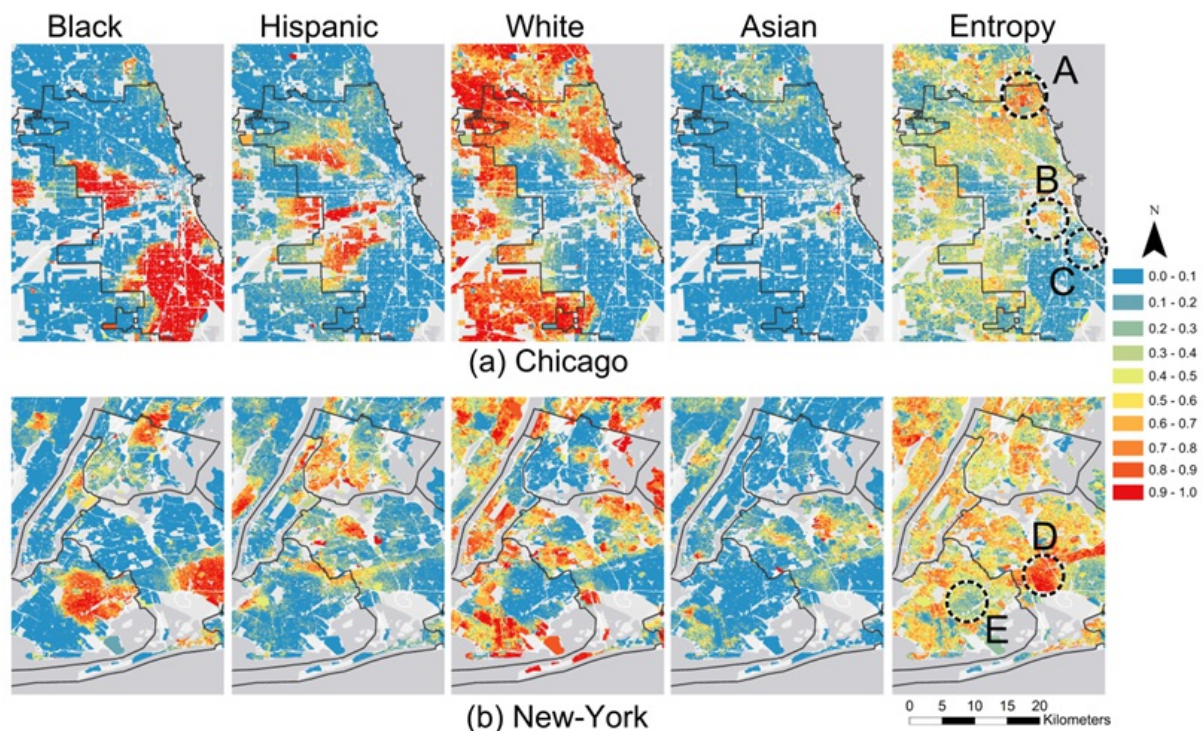 Black Hispanic White Asian Entropy
A
B
C
N
0.0 - 0.1
0.1 - 0.2
0.2 - 0.3
0.3 - 0.4
0.4 - 0.5
0.5 - 0.6
0.6 - 0.7
0.7 - 0.8
0.8 - 0.9
0.9 - 1.0
(a) Chicago
D
E
(b) New-York
0 5 10 15 20
Kilometers